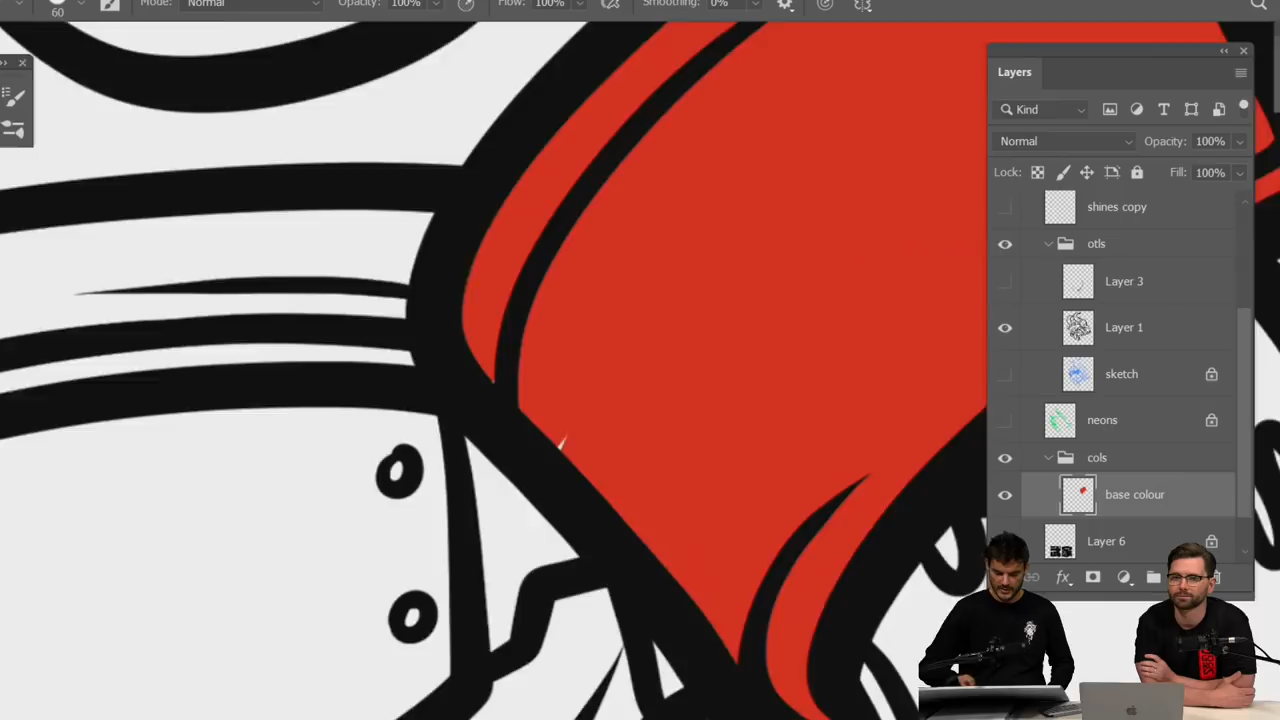 60
Mode: Normal
Opacity: 100%
Flow: 100%
Smoothing: 0%
Layers
Kind
Normal
Opacity: 100%
Lock:
Fill: 100%
shines copy
otls
Layer 3
Layer 1
sketch
neons
cols
base colour
Layer 6
fx